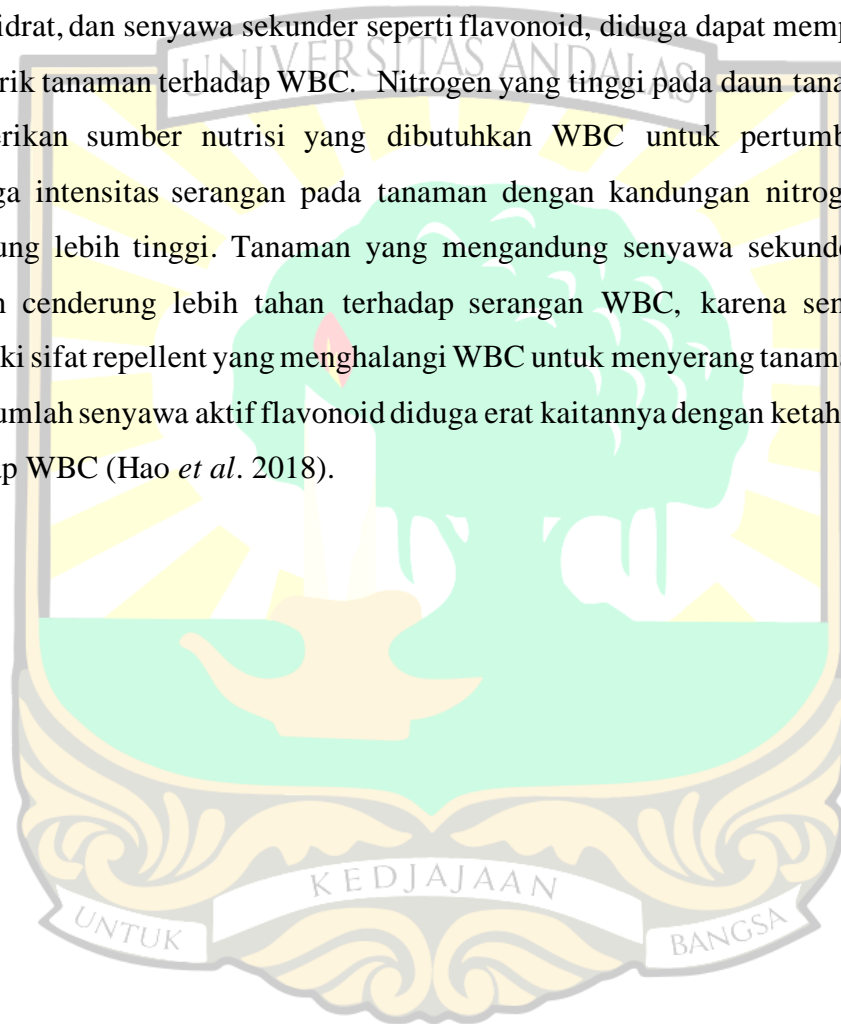 idrat, dan senyawa sekunder seperti flavonoid, diduga dapat memp
UNIVERSITAS ANDALAS
rik tanaman terhadap WBC. Nitrogen yang tinggi pada daun tana
erikan sumber nutrisi yang dibutuhkan WBC untuk pertumb
ga intensitas serangan pada tanaman dengan kandungan nitrog
ung lebih tinggi. Tanaman yang mengandung senyawa sekunde
n cenderung lebih tahan terhadap serangan WBC, karena sen
ki sifat repellent yang menghalangi WBC untuk menyerang tanama
umlah senyawa aktif flavonoid diduga erat kaitannya dengan ketah
ap WBC (Hao et al. 2018).
KEDJAJAAN
UNTUK BANGSA